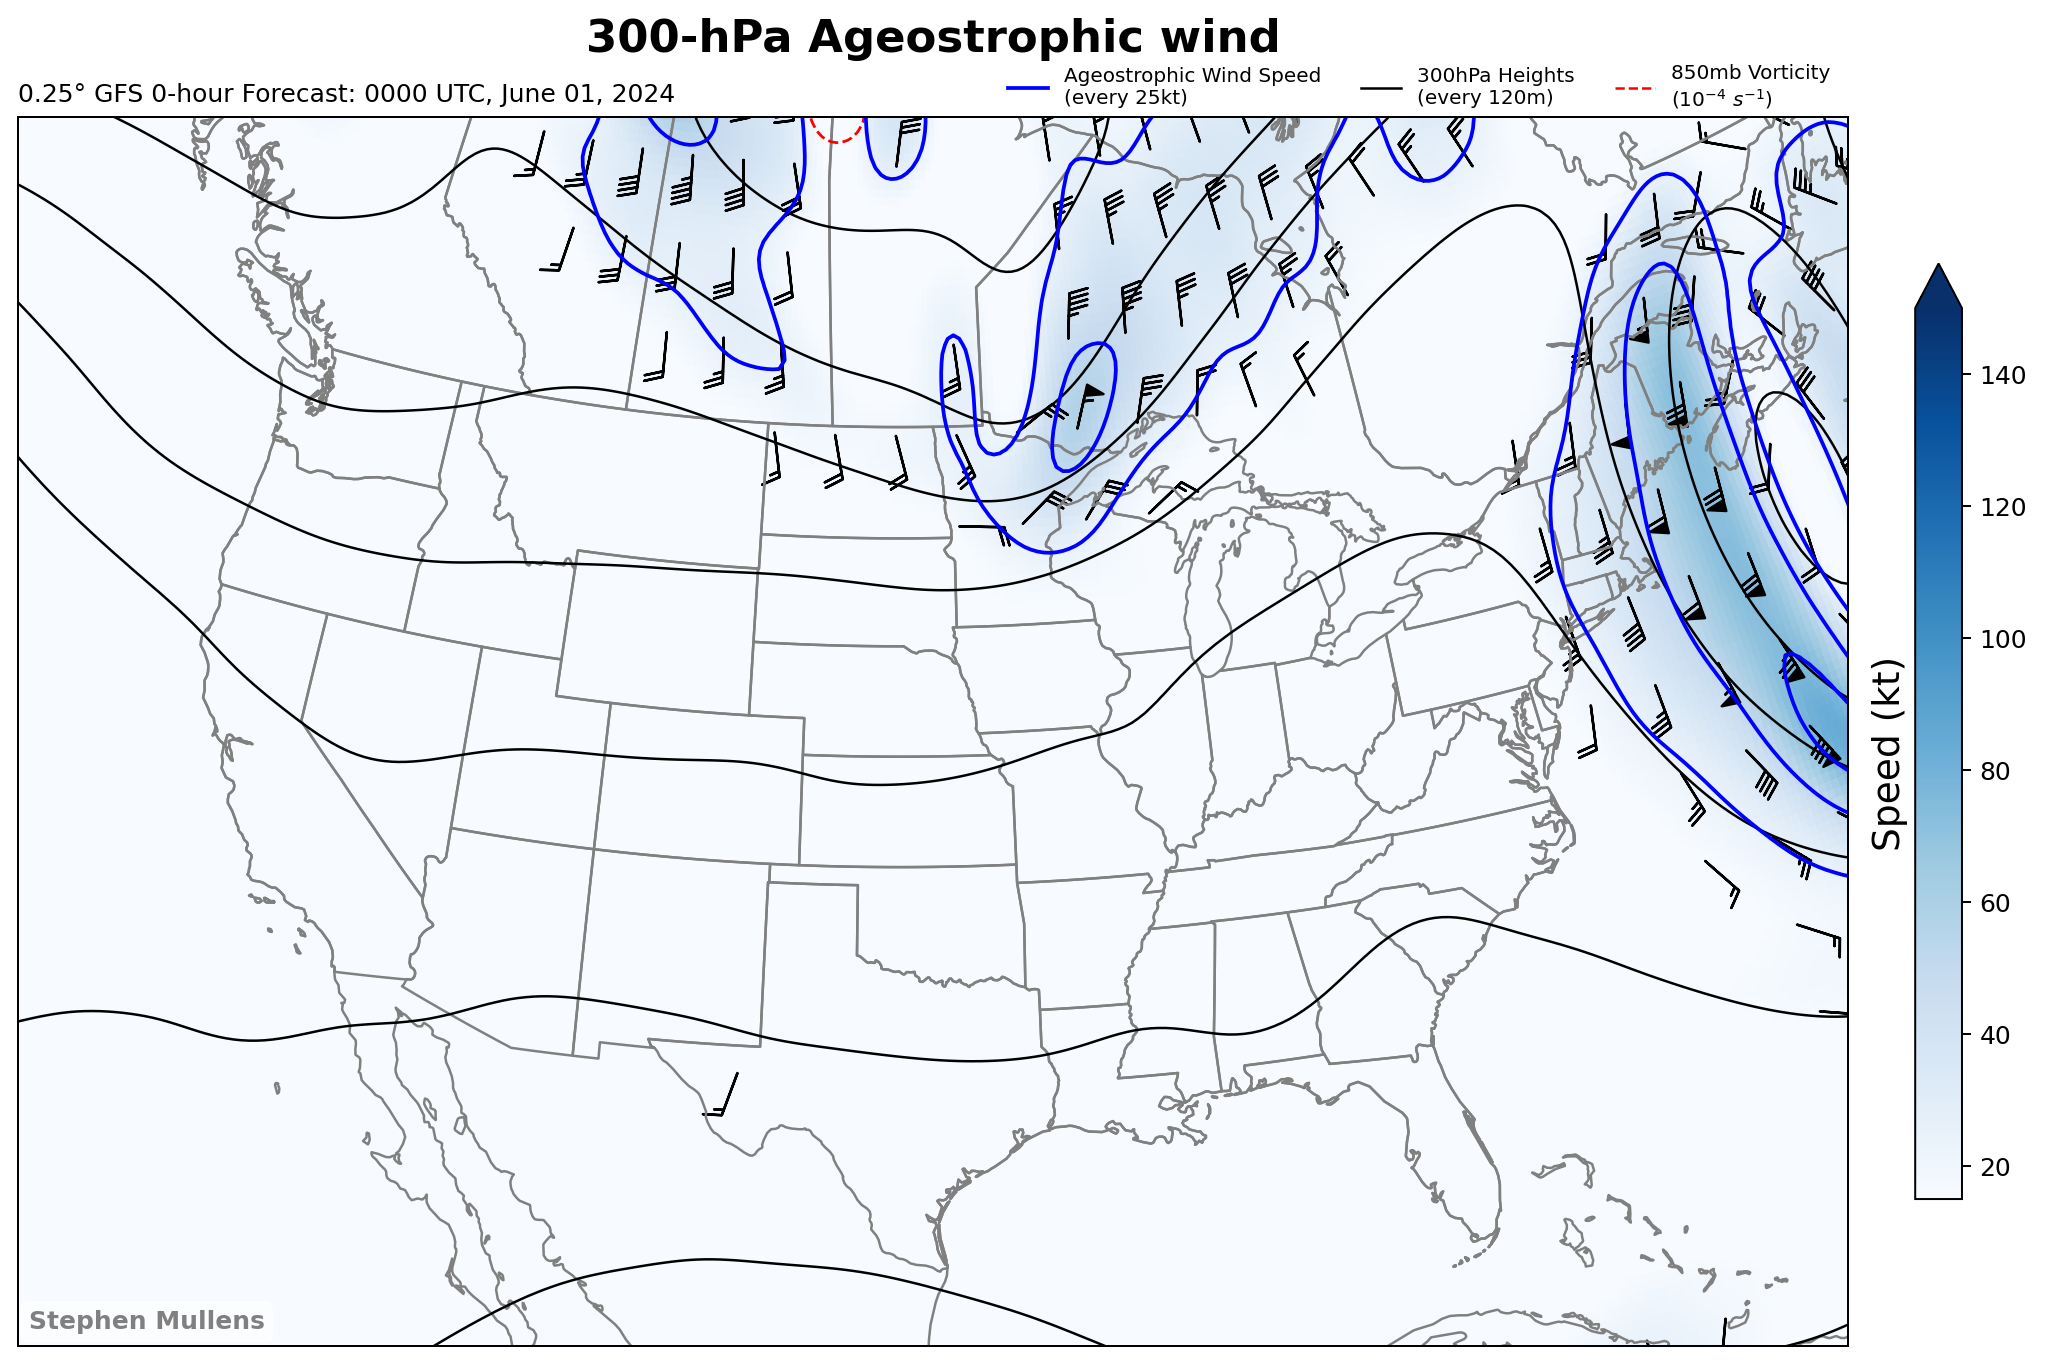 300-hPa Ageostrophic wind
0.25° GFS 0-hour Forecast: 0000 UTC, June 01, 2024
Ageostrophic Wind Speed
(every 25kt)
300hPa Heights
(every 120m)
850mb Vorticity
(10⁻⁴ s⁻¹)
140
120
100
80
60
40
20
Speed (kt)
Stephen Mullens